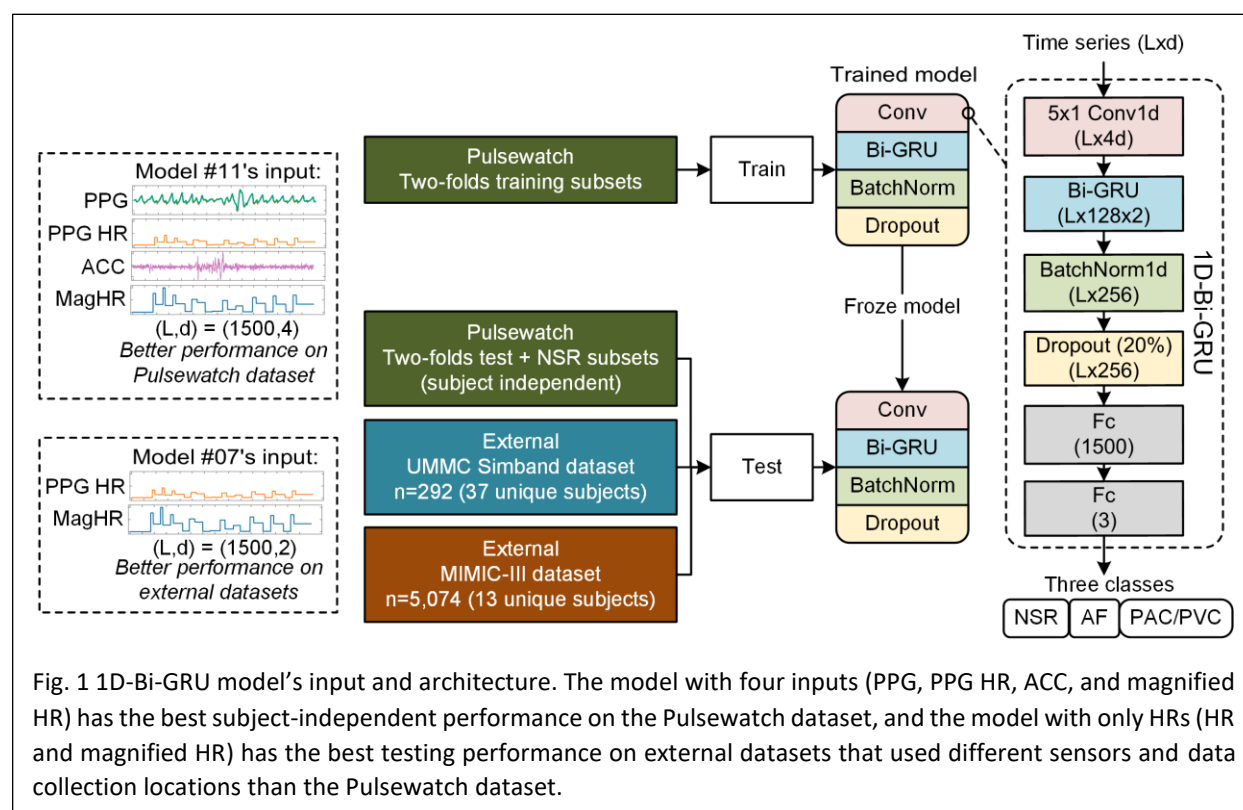 Model #11's input:
PPG
PPG HR
ACC
MagHR
(L,d) = (1500,4)
Better performance on
Pulsewatch dataset
Model #07's input:
PPG HR
MagHR
(L,d) = (1500,2)
Better performance on
external datasets
Pulsewatch
Two-folds training subsets
Train
Trained model
Conv
Bi-GRU
BatchNorm
Dropout
Froze model
Pulsewatch
Two-folds test + NSR subsets
(subject independent)
External
UMMC Simband dataset
n=292 (37 unique subjects)
External
MIMIC-III dataset
n=5,074 (13 unique subjects)
Test
Conv
Bi-GRU
BatchNorm
Dropout
Time series (Lxd)
5x1 Conv1d
(Lx4d)
Bi-GRU
(Lx128x2)
BatchNorm1d
(Lx256)
Dropout (20%)
(Lx256)
Fc
(1500)
Fc
(3)
1D-Bi-GRU
Three classes
NSR AF PAC/PVC
Fig. 1 1D-Bi-GRU model’s input and architecture. The model with four inputs (PPG, PPG HR, ACC, and magnified
HR) has the best subject-independent performance on the Pulsewatch dataset, and the model with only HRs (HR
and magnified HR) has the best testing performance on external datasets that used different sensors and data
collection locations than the Pulsewatch dataset.